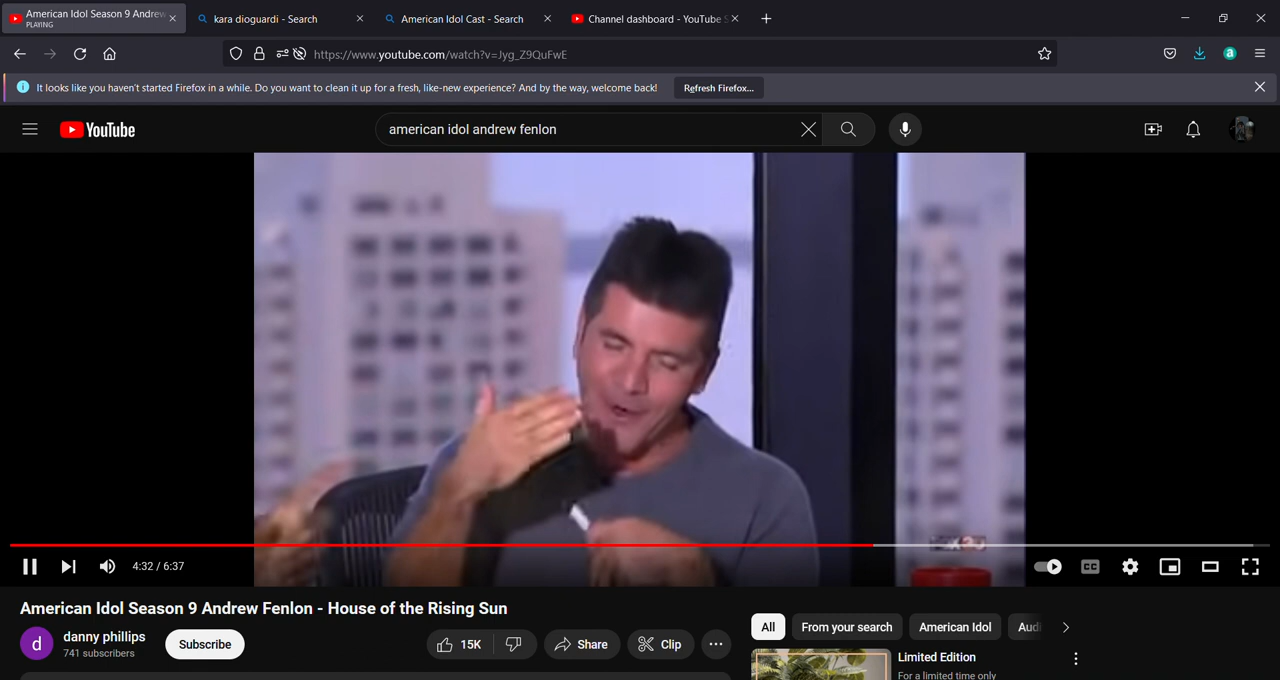 American Idol Season 9 Andrew
PLAYING
kara dioguardi - Search
American Idol Cast - Search
Channel dashboard - YouTube S
https://www.youtube.com/watch?v=Jyg_Z9QuFwE
It looks like you haven't started Firefox in a while. Do you want to clean it up for a fresh, like-new experience? And by the way, welcome back!
Refresh Firefox...
YouTube
american idol andrew fenlon
4:32 / 6:37
CC
American Idol Season 9 Andrew Fenlon - House of the Rising Sun
d
danny phillips
741 subscribers
Subscribe
15K
Share
Clip
All
From your search
American Idol
Audi
Limited Edition
For a limited time only